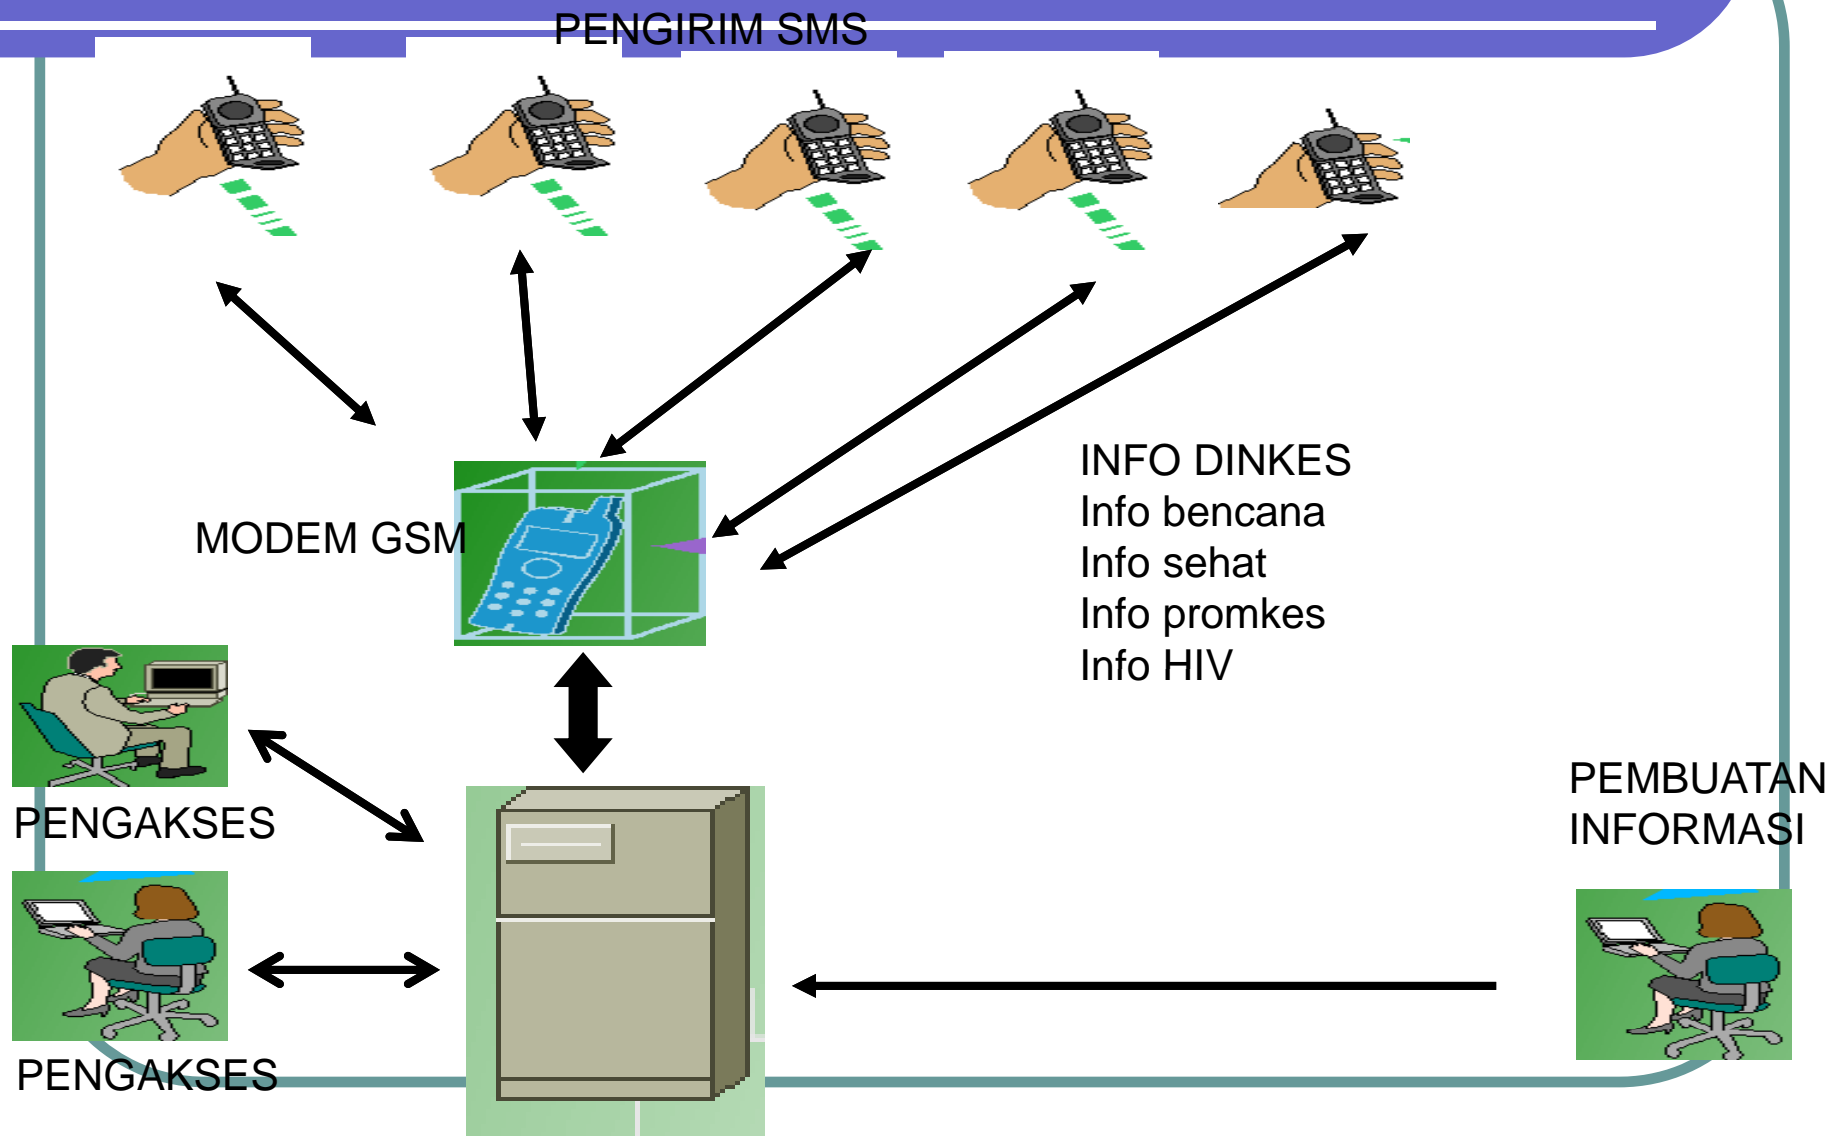 PENGIRIM SMS
MODEM GSM
INFO DINKES
Info bencana
Info sehat
Info promkes
Info HIV
PENGAKSES
PEMBUATAN
INFORMASI
PENGAKSES